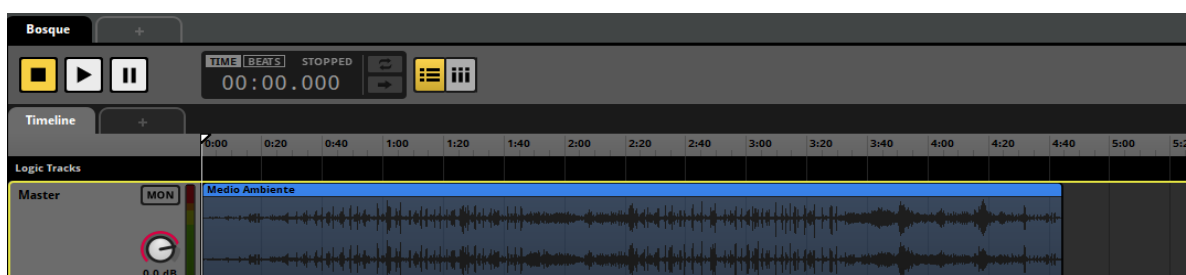 Bosque +
TIME BEATS STOPPED
00:00.000
Timeline +
0:00 0:20 0:40 1:00 1:20 1:40 2:00 2:20 2:40 3:00 3:20 3:40 4:00 4:20 4:40 5:00
Logic Tracks
Master MON Medio Ambiente
0.0 dB